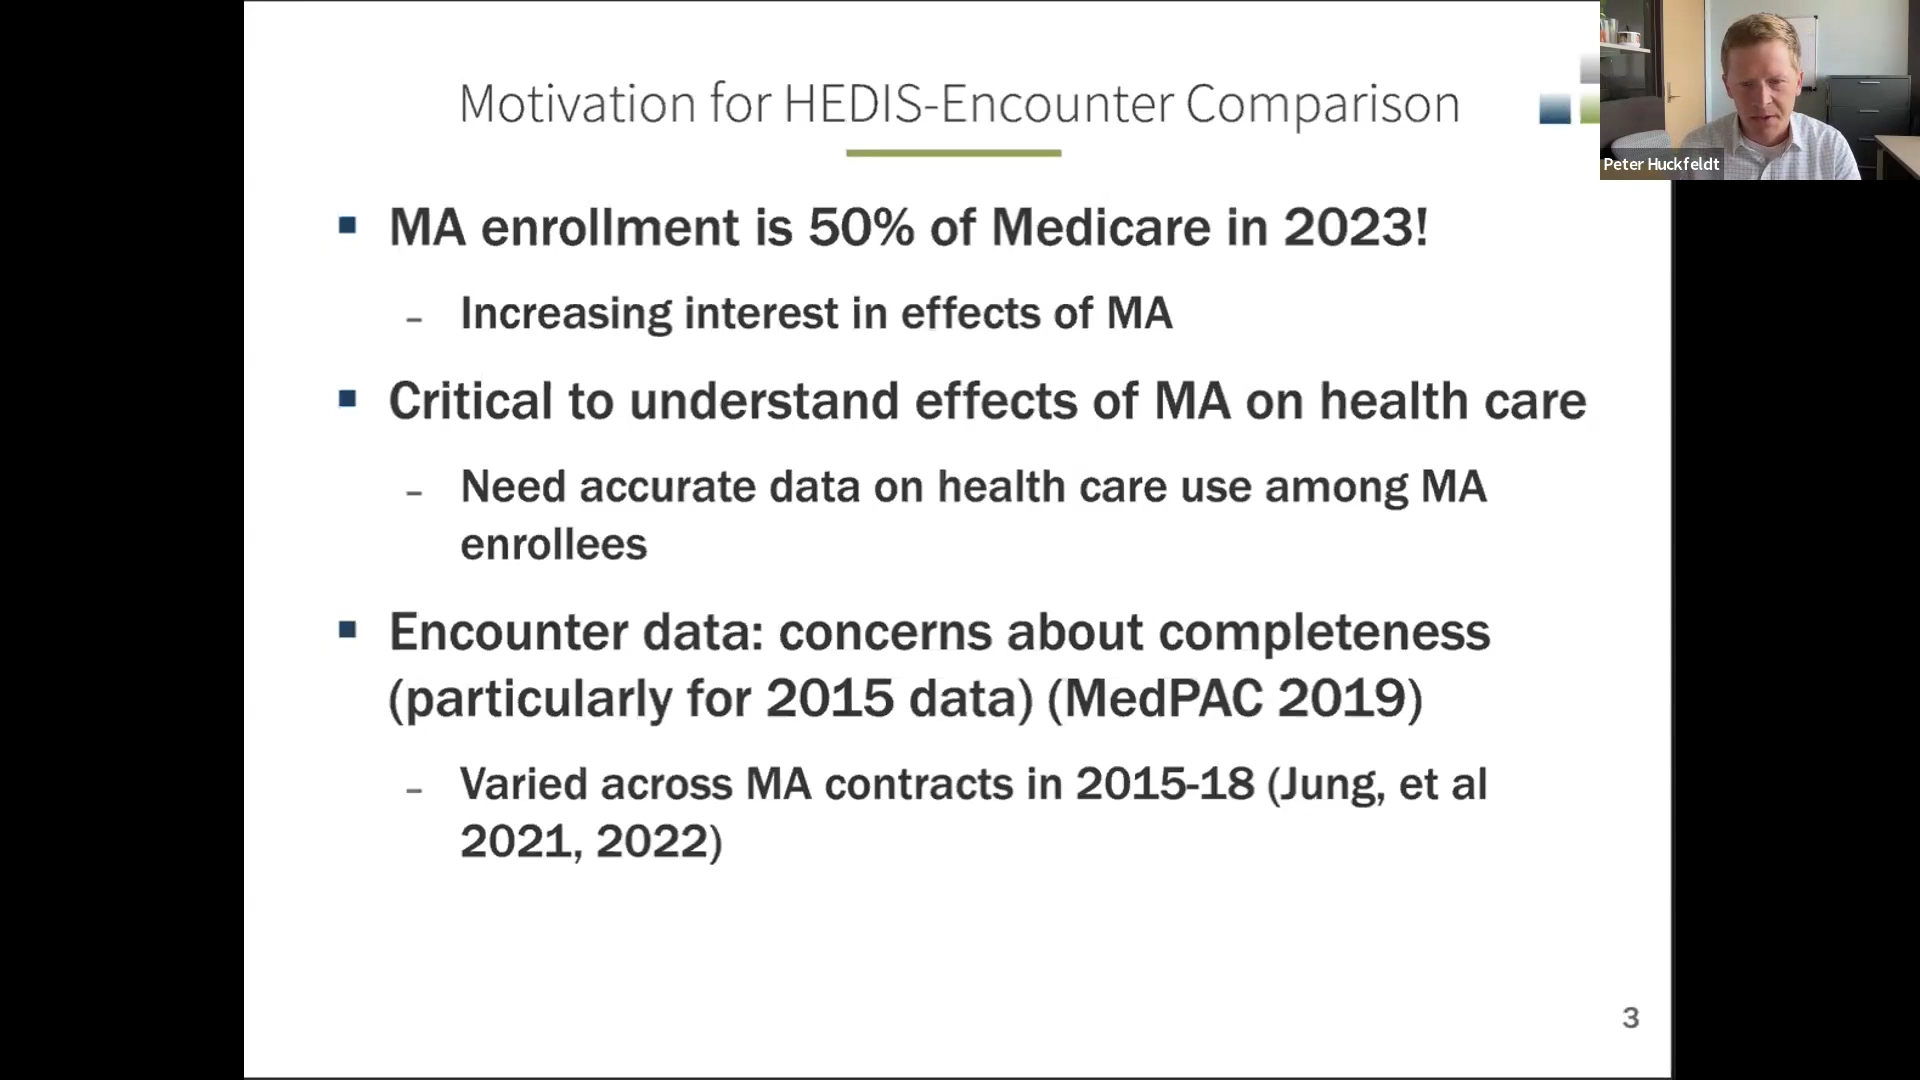 Motivation for HEDIS-Encounter Comparison
Peter Huckfeldt
▪ MA enrollment is 50% of Medicare in 2023!
– Increasing interest in effects of MA
▪ Critical to understand effects of MA on health care
– Need accurate data on health care use among MA
enrollees
▪ Encounter data: concerns about completeness
(particularly for 2015 data) (MedPAC 2019)
– Varied across MA contracts in 2015-18 (Jung, et al
2021, 2022)
3